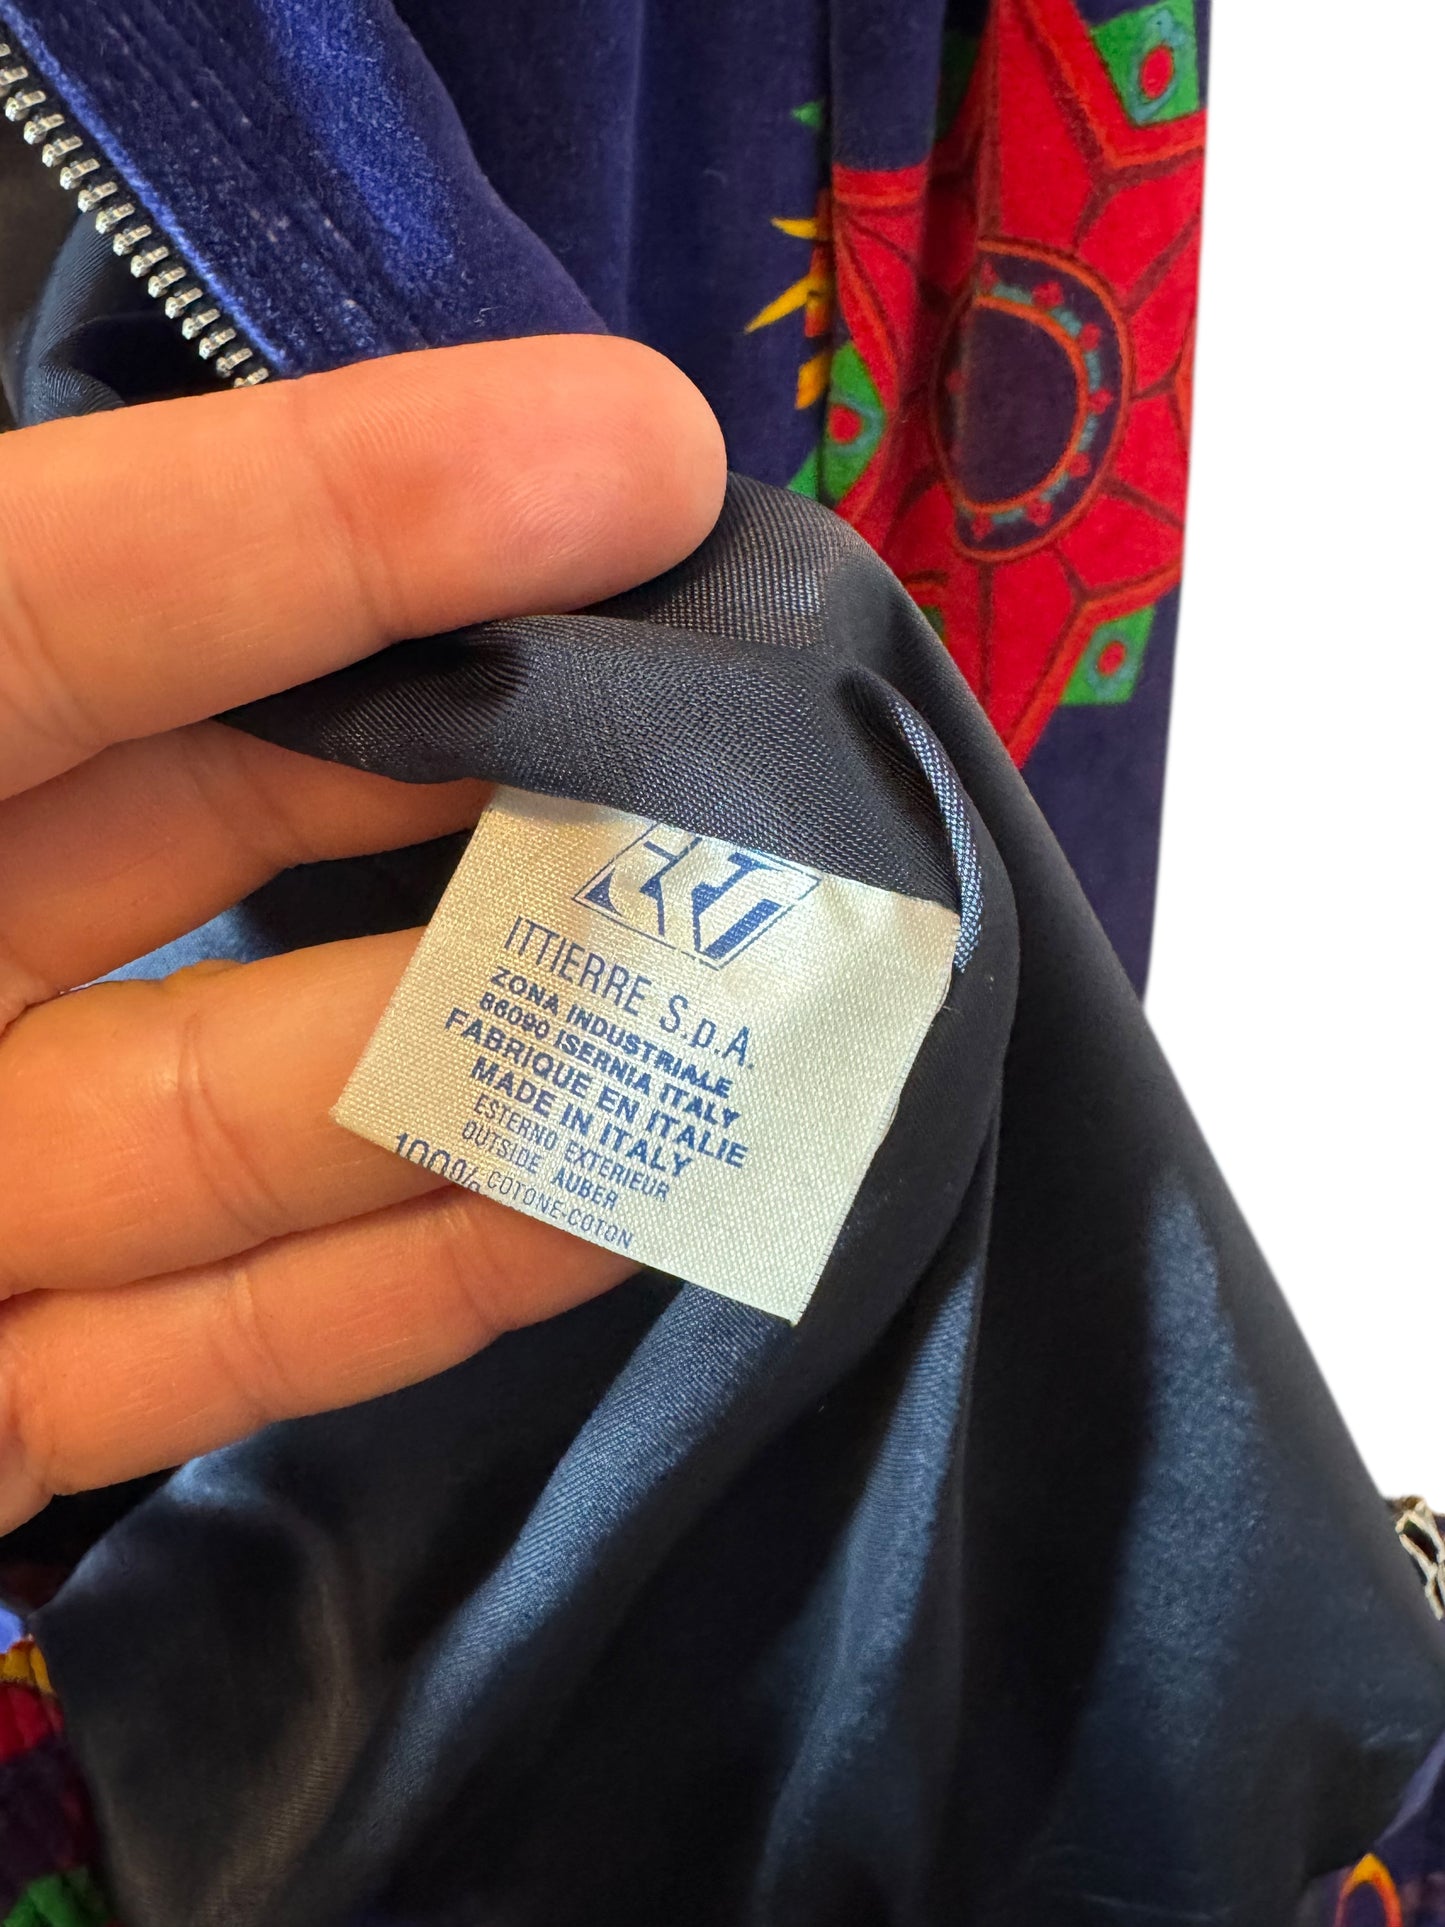 ITTIERRE S.p.A.
ZONA INDUSTRIALE
86090 ISERNIA ITALY
FABRIQUE EN ITALIE
MADE IN ITALY
ESTERNO EXTERIEUR
OUTSIDE AUBER
100% COTONE-COTON